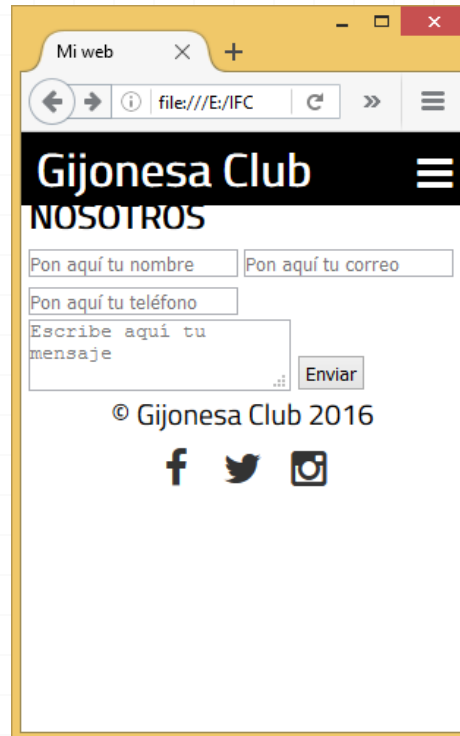 Mi web
file:///E:/IFC
Gijonesa Club
NOSOTROS
Pon aquí tu nombre Pon aquí tu correo
Pon aquí tu teléfono
Escribe aquí tu
mensaje
Enviar
© Gijonesa Club 2016